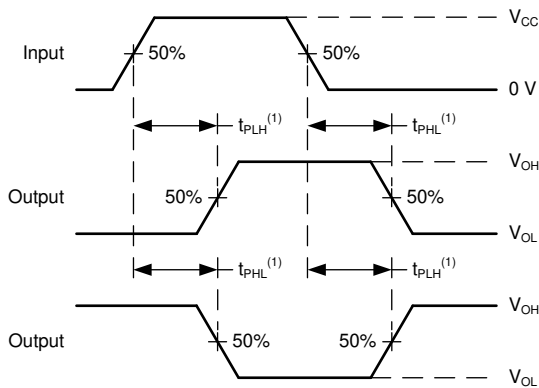 V_CC
Input 50% 50%
0 V
t_PLH^(1) t_PHL^(1)
V_OH
Output 50% 50%
V_OL
t_PHL^(1) t_PLH^(1)
V_OH
Output 50% 50%
V_OL